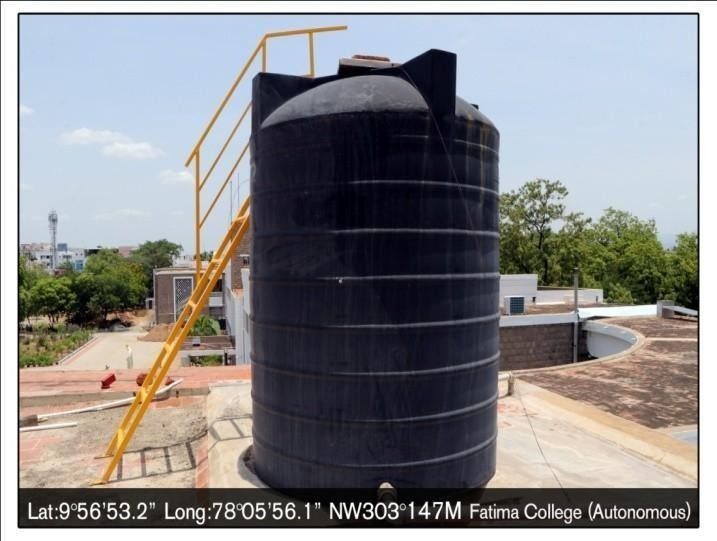 Lat:9°56'53.2” Long:78°05'56.1” NW303°147M Fatima College (Autonomous)